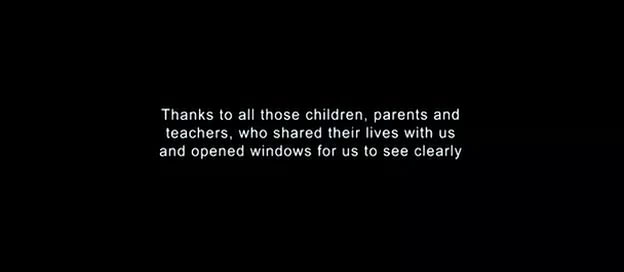 Thanks to all those children, parents and
teachers, who shared their lives with us
and opened windows for us to see clearly